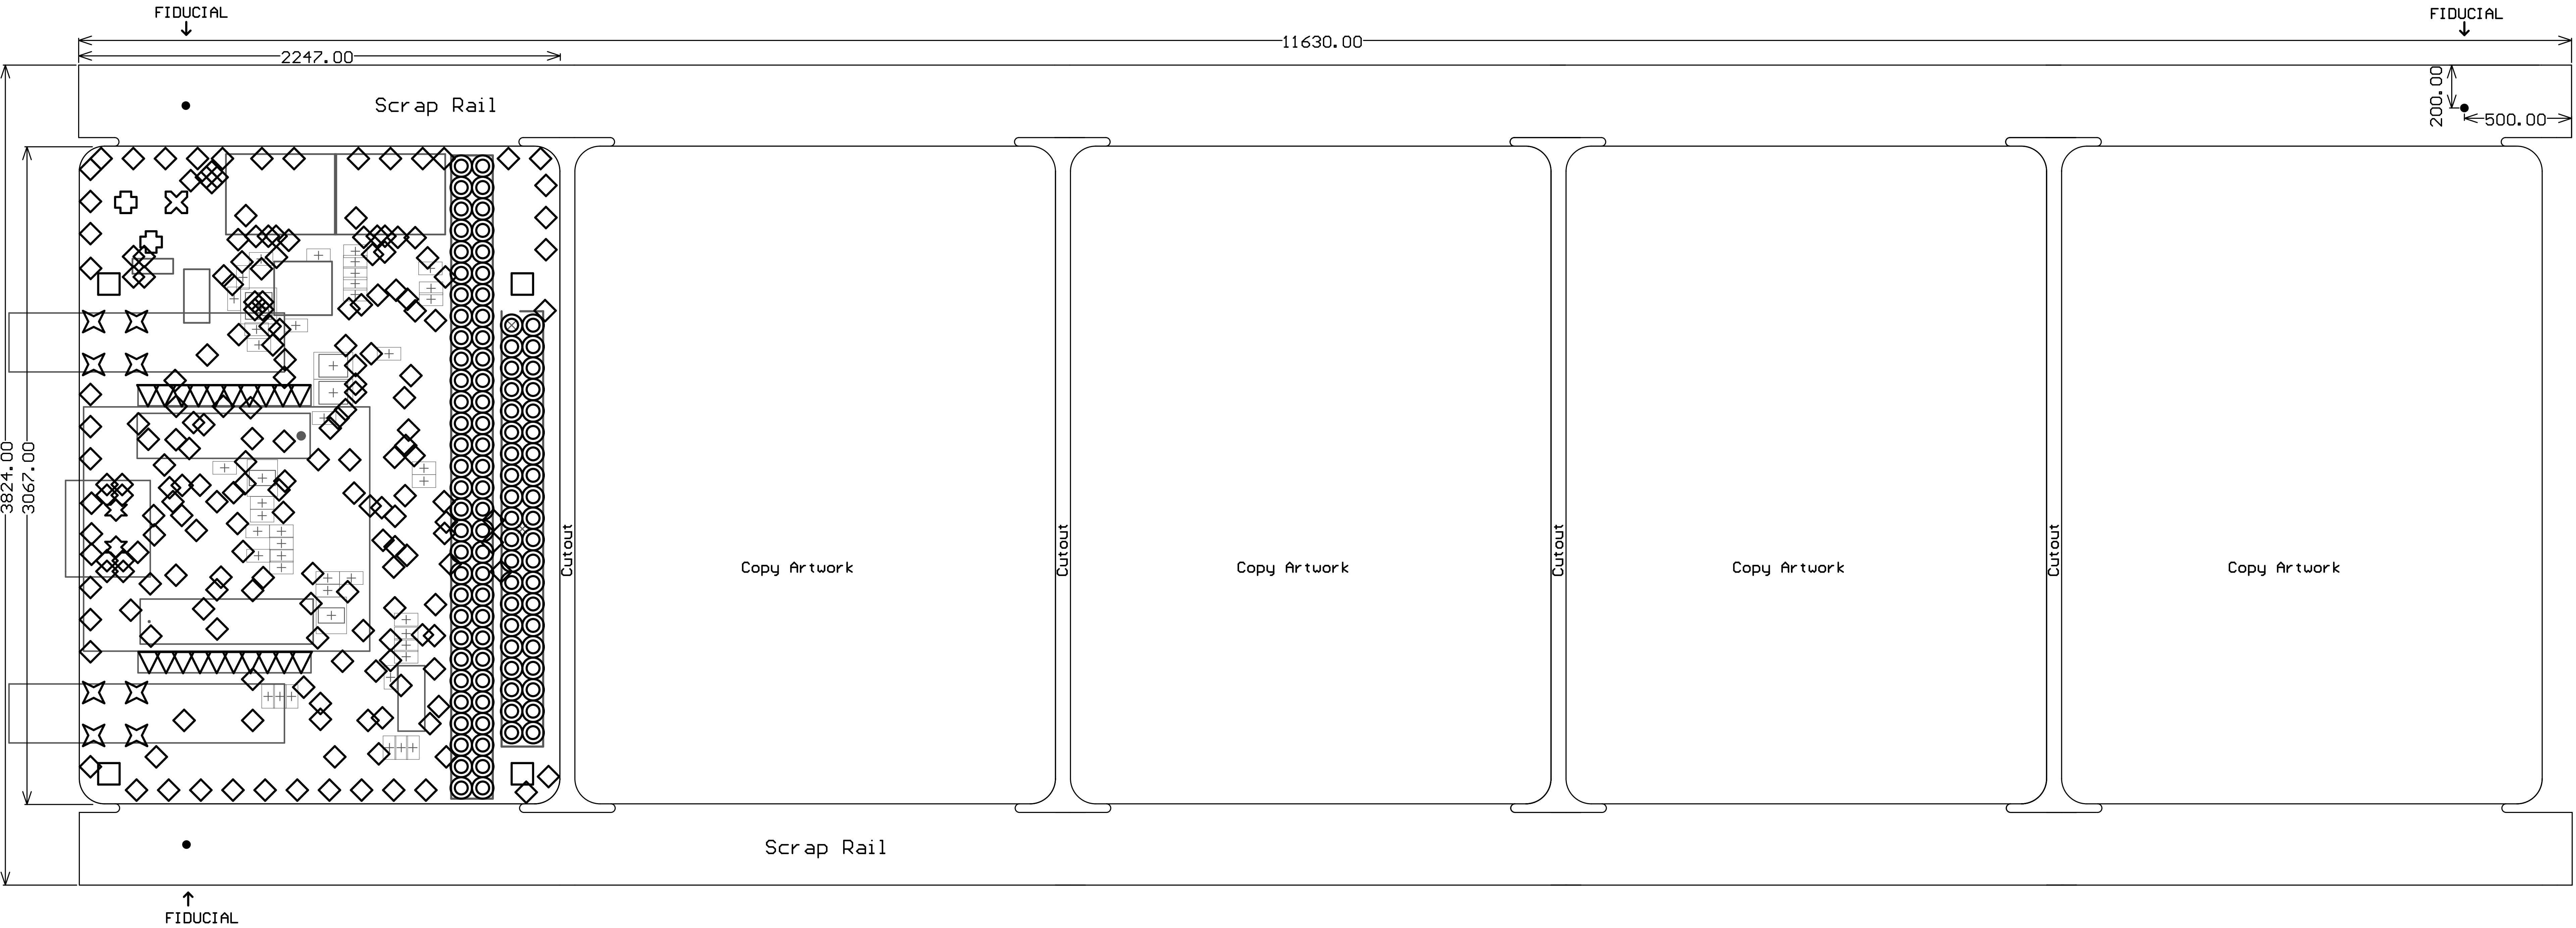 FIDUCIAL
FIDUCIAL
11630.00
2247.00
Scrap Rail
200.00
500.00
3824.00
3067.00
Cutout
Cutout
Cutout
Cutout
Copy Artwork
Copy Artwork
Copy Artwork
Copy Artwork
Scrap Rail
FIDUCIAL